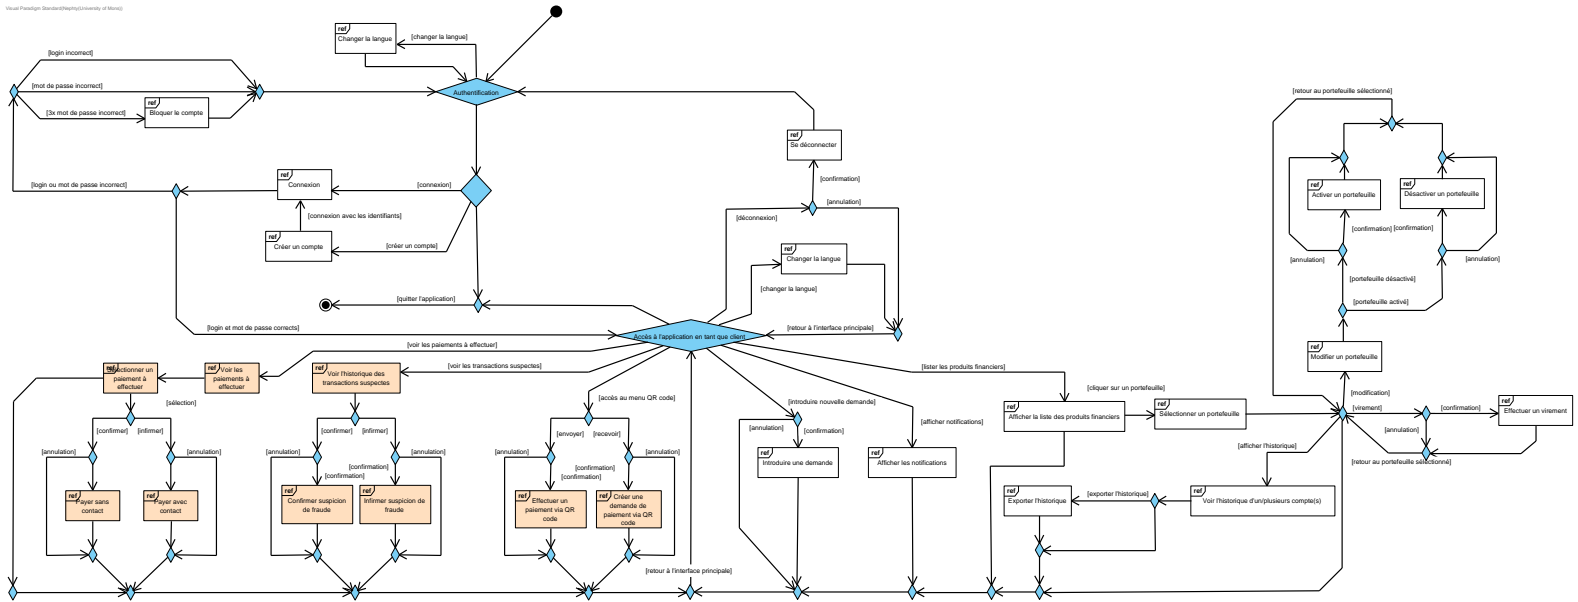 Visual Paradigm Standard(Nephty(University of Mons))
ref
Changer la langue
[changer la langue]
[login incorrect]
[mot de passe incorrect]
[3x mot de passe incorrect]
ref
Bloquer le compte
Authentification
[retour au portefeuille sélectionné]
ref
Se déconnecter
[confirmation]
[annulation]
[déconnexion]
[login ou mot de passe incorrect]
ref
Connexion
[connexion]
[connexion avec les identifiants]
ref
Créer un compte
[créer un compte]
ref
Changer la langue
[changer la langue]
ref
Activer un portefeuille
ref
Désactiver un portefeuille
[confirmation]
[confirmation]
[annulation]
[annulation]
[portefeuille désactivé]
[portefeuille activé]
[quitter l'application]
[login et mot de passe corrects]
Accès à l'application en tant que client
[retour à l'interface principale]
ref
Modifier un portefeuille
[voir les paiements à effectuer]
[voir les transactions suspectes]
[lister les produits financiers]
ref
paiement à
effectuer
ref
Voir les
paiements à
effectuer
[sélection]
ref
Voir l'historique des
transactions suspectes
[accès au menu QR code]
[introduire nouvelle demande]
[afficher notifications]
[cliquer sur un portefeuille]
[modification]
ref
Afficher la liste des produits financiers
ref
Sélectionner un portefeuille
[virement]
[confirmation]
ref
Effectuer un virement
[annulation]
[retour au portefeuille sélectionné]
[afficher l'historique]
[confirmer]
[infirmer]
[confirmer]
[infirmer]
[envoyer]
[recevoir]
[annulation]
[confirmation]
[annulation]
[annulation]
[annulation]
[annulation]
[annulation]
[annulation]
[confirmation]
[confirmation]
[confirmation]
[confirmation]
ref
Introduire une demande
ref
Afficher les notifications
ref
Payer sans
contact
ref
Payer avec
contact
ref
Confirmer suspicion
de fraude
ref
Infirmer suspicion de
fraude
ref
Effectuer un
paiement via QR
code
ref
Créer une
demande de
paiement via QR
code
ref
Exporter l'historique
[exporter l'historique]
ref
Voir l'historique d'un/plusieurs compte(s)
[retour à l'interface principale]